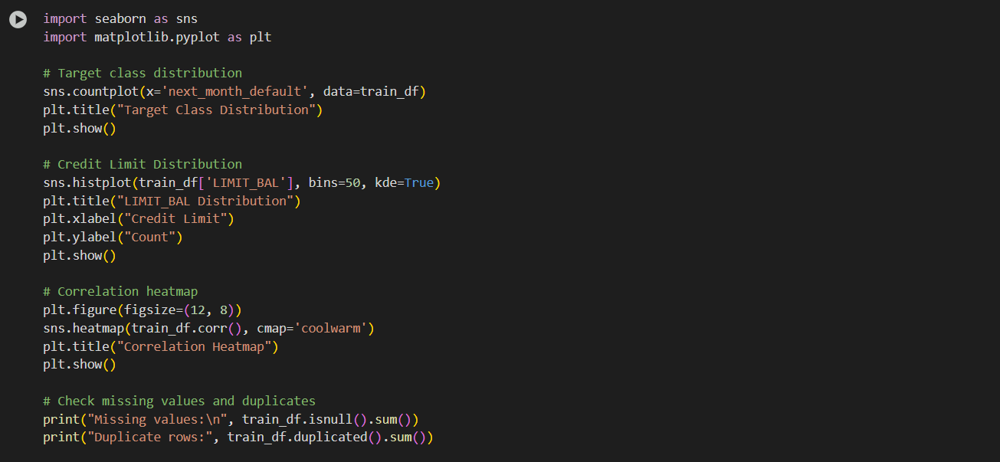 import seaborn as sns
import matplotlib.pyplot as plt
# Target class distribution
sns.countplot(x='next_month_default', data=train_df)
plt.title("Target Class Distribution")
plt.show()
# Credit Limit Distribution
sns.histplot(train_df['LIMIT_BAL'], bins=50, kde=True)
plt.title("LIMIT_BAL Distribution")
plt.xlabel("Credit Limit")
plt.ylabel("Count")
plt.show()
# Correlation heatmap
plt.figure(figsize=(12, 8))
sns.heatmap(train_df.corr(), cmap='coolwarm')
plt.title("Correlation Heatmap")
plt.show()
# Check missing values and duplicates
print("Missing values:\n", train_df.isnull().sum())
print("Duplicate rows:", train_df.duplicated().sum())